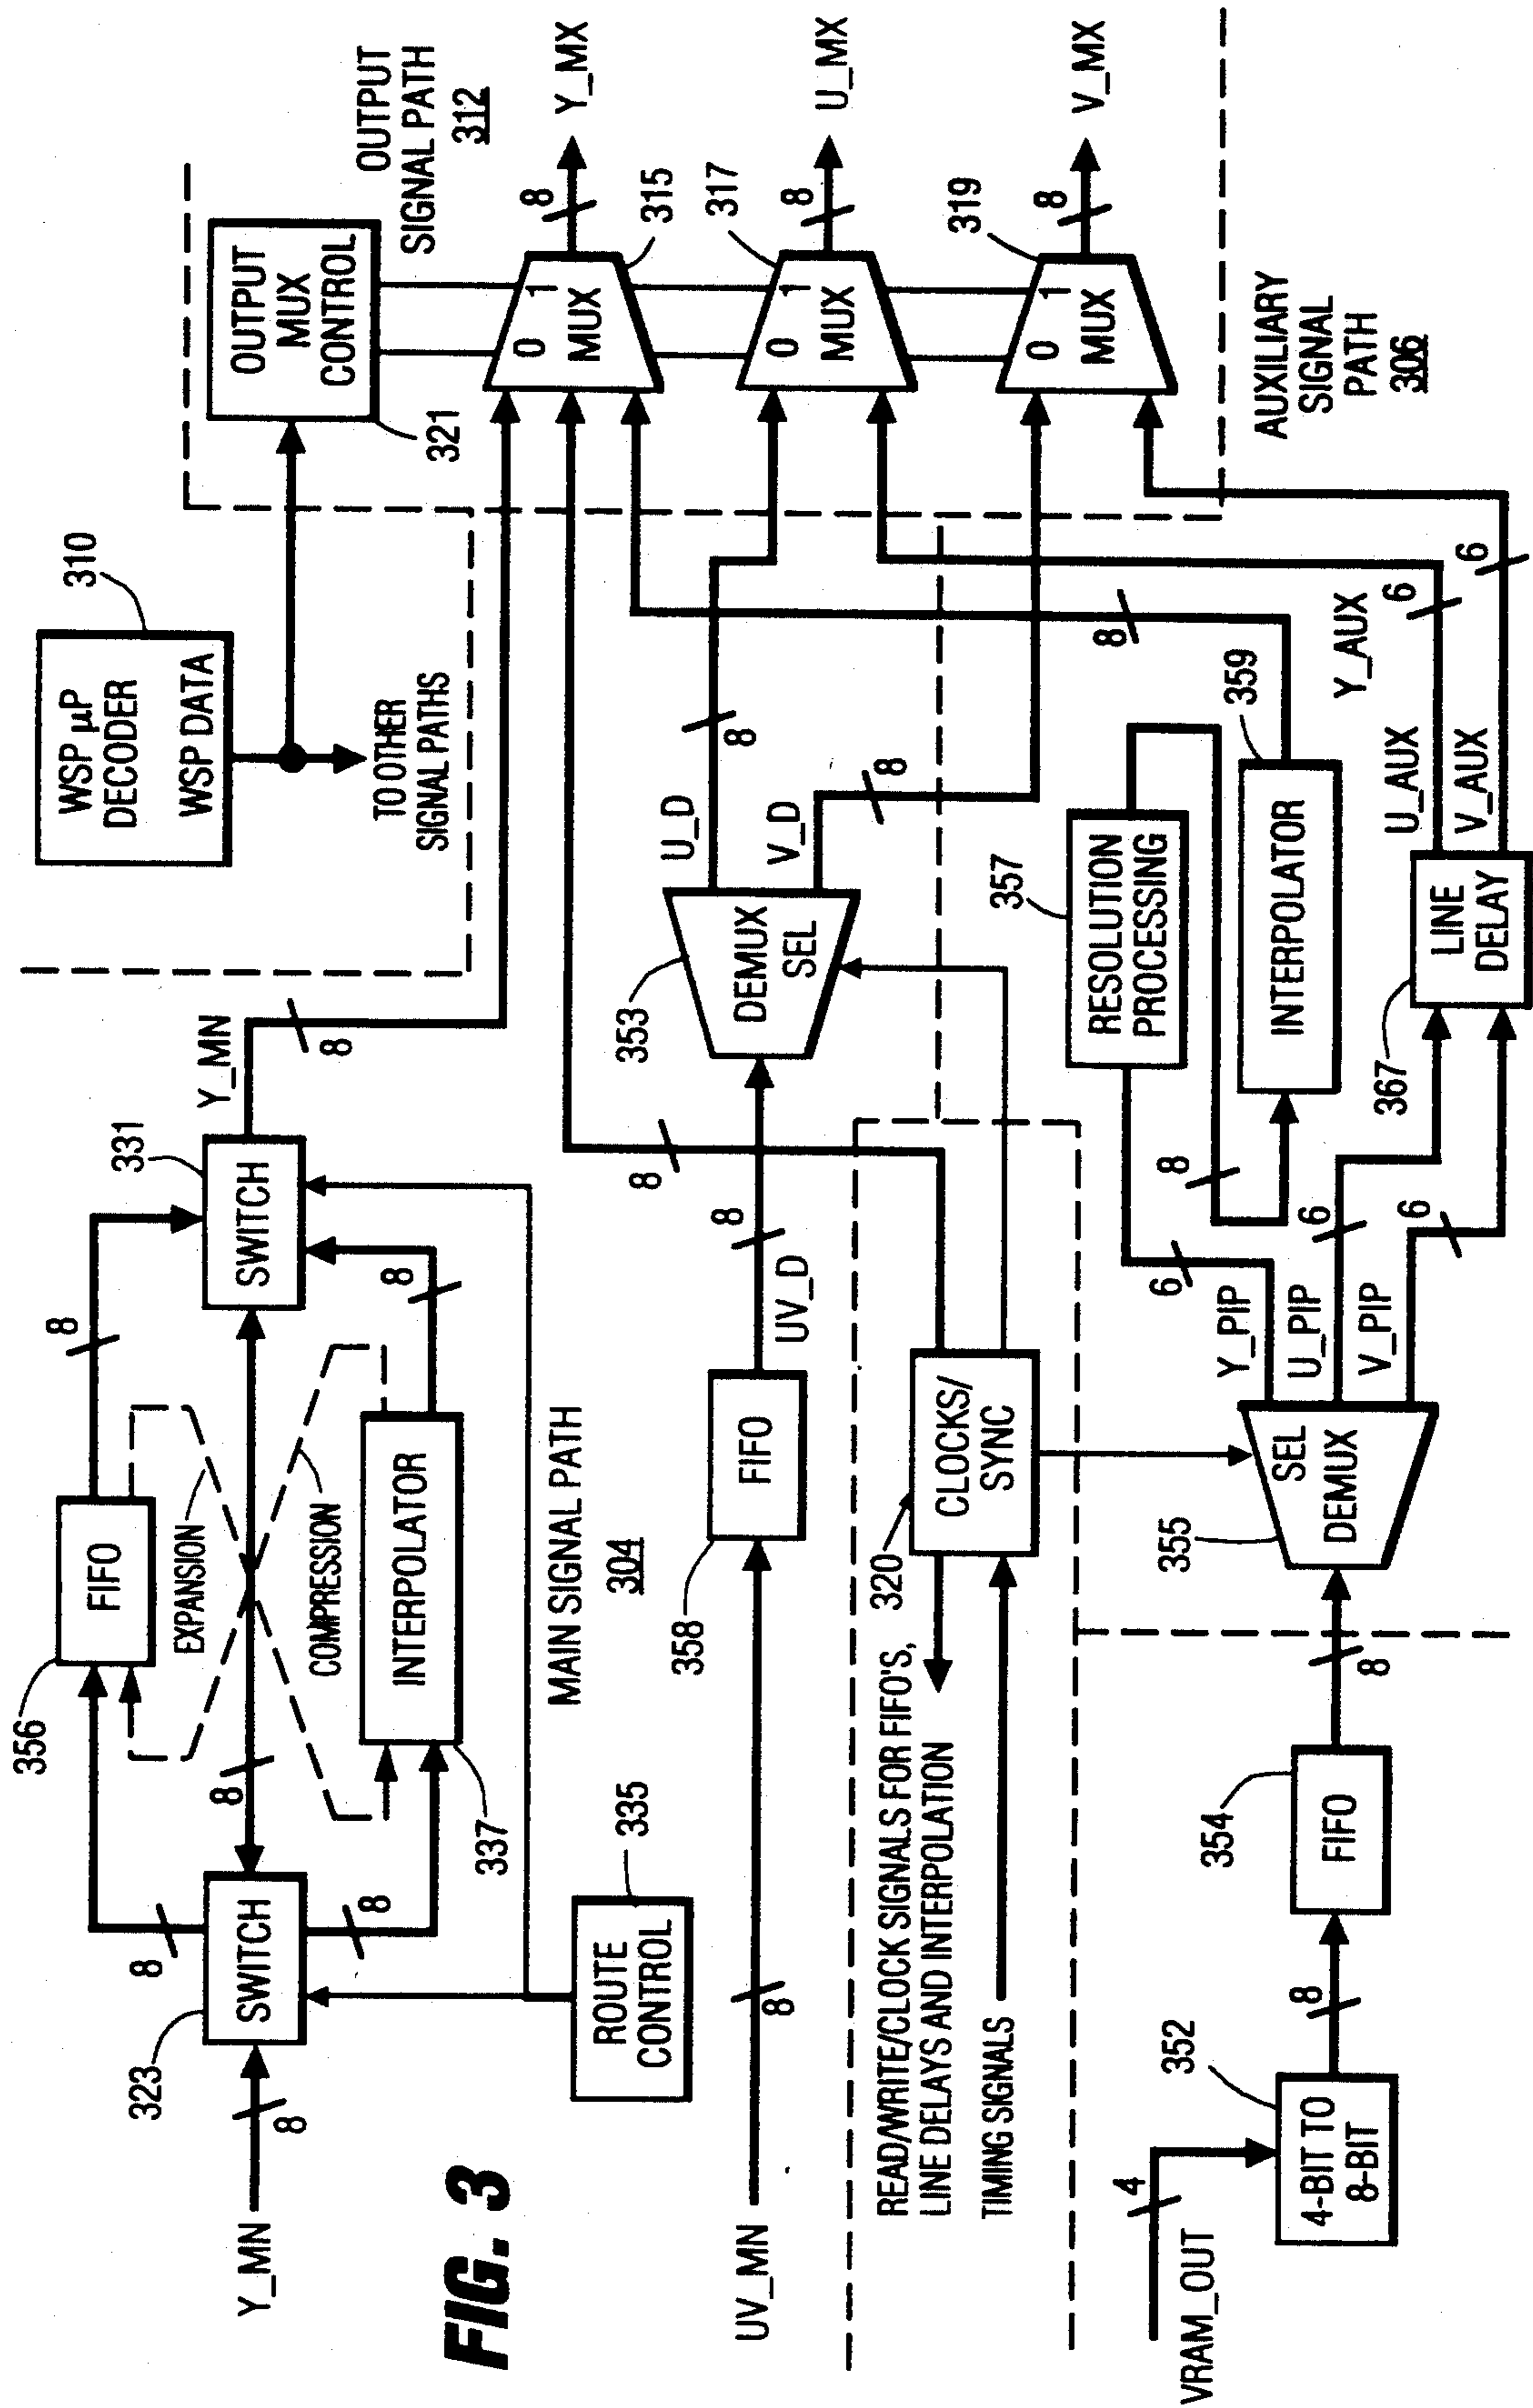 FIG. 3
Y_MN
8
323
SWITCH
8
8
8
356
FIFO
8
EXPANSION
COMPRESSION
INTERPOLATOR
337
8
331
SWITCH
Y_MN
8
ROUTE
CONTROL
335
MAIN SIGNAL PATH
304
WSP µP
DECODER
WSP DATA
310
TO OTHER
SIGNAL PATHS
OUTPUT
MUX
CONTROL
321
OUTPUT
SIGNAL PATH
312
0 1
MUX
315
8
Y_MX
0 1
MUX
317
8
U_MX
0 1
MUX
319
8
V_MX
UV_MN
8
358
FIFO
8
UV_D
353
DEMUX
SEL
U_D
8
V_D
8
8
READ/WRITE/CLOCK SIGNALS FOR FIFO'S,
LINE DELAYS AND INTERPOLATION
TIMING SIGNALS
320
CLOCKS/
SYNC
AUXILIARY
SIGNAL
PATH
306
VRAM_OUT
4
352
4-BIT TO
8-BIT
8
354
FIFO
8
355
SEL
DEMUX
Y_PIP
6
U_PIP
6
V_PIP
6
357
RESOLUTION
PROCESSING
8
359
INTERPOLATOR
8
Y_AUX
367
LINE
DELAY
U_AUX
6
V_AUX
6